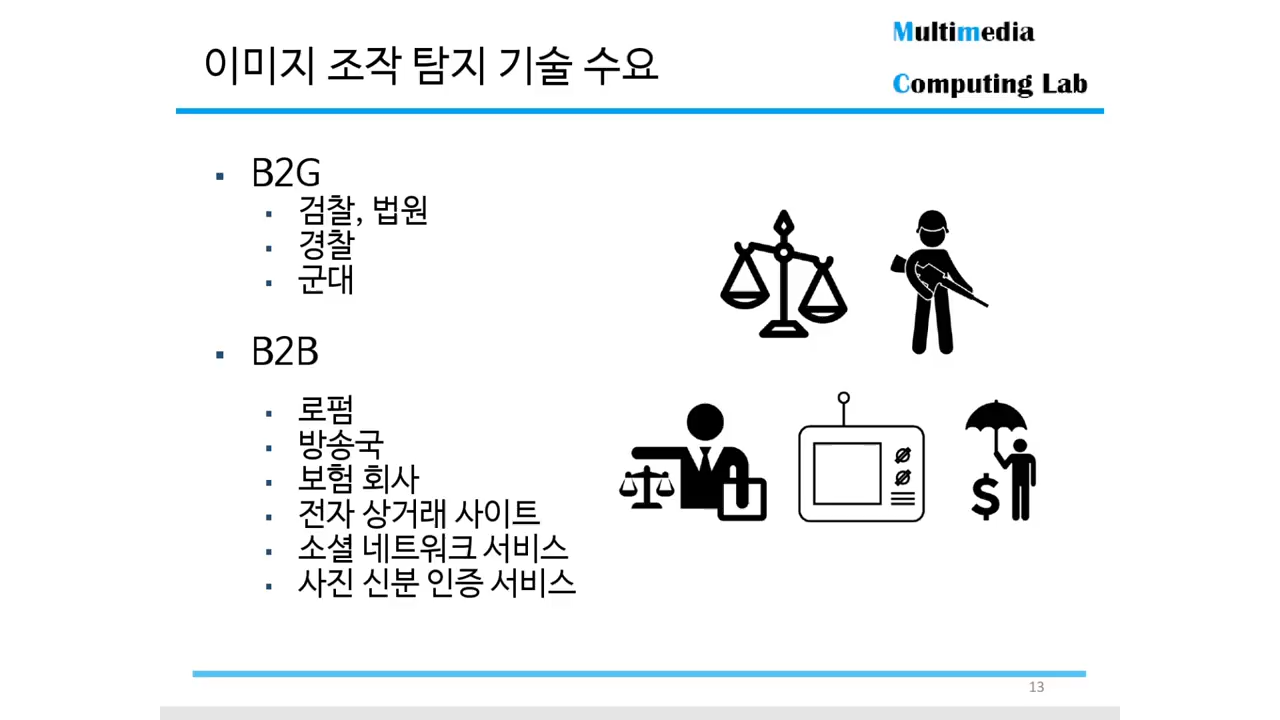 이미지 조작 탐지 기술 수요
Multimedia
Computing Lab
B2G
검찰, 법원
경찰
군대
B2B
로펌
방송국
보험 회사
전자 상거래 사이트
소셜 네트워크 서비스
사진 신분 인증 서비스
$
13